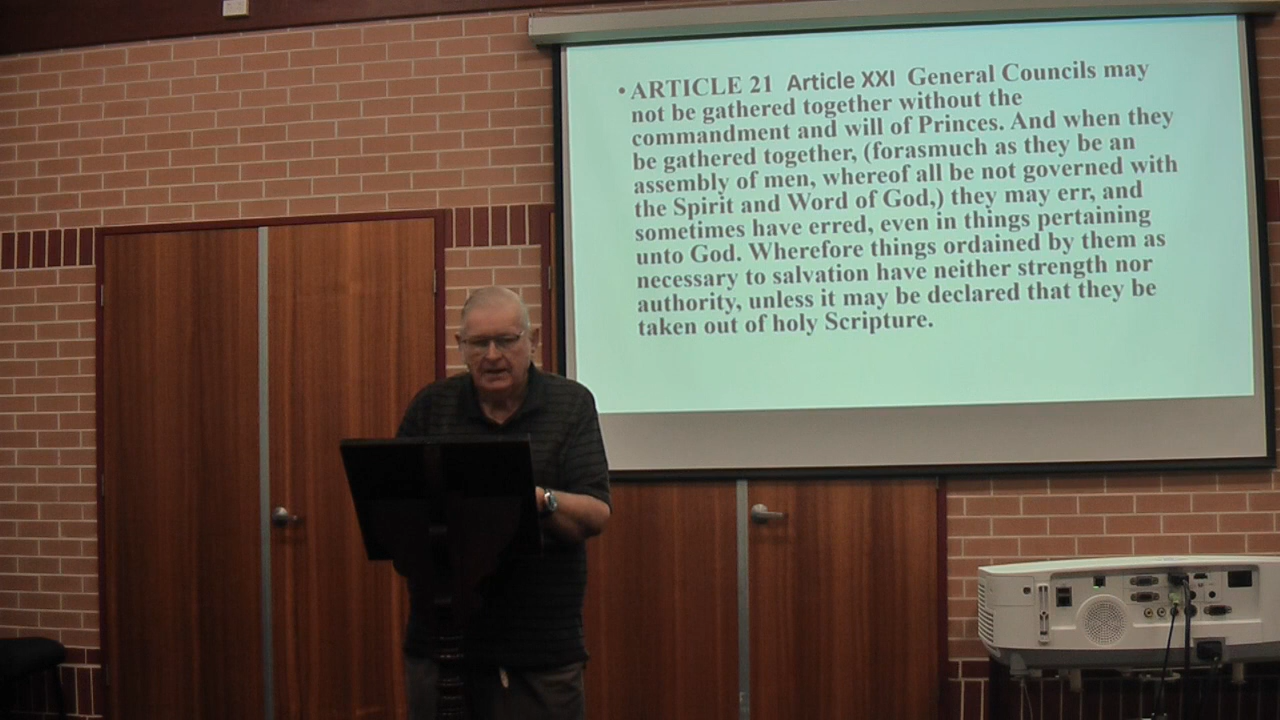 • ARTICLE 21 Article XXI General Councils may
not be gathered together without the
commandment and will of Princes. And when they
be gathered together, (forasmuch as they be an
assembly of men, whereof all be not governed with
the Spirit and Word of God,) they may err, and
sometimes have erred, even in things pertaining
unto God. Wherefore things ordained by them as
necessary to salvation have neither strength nor
authority, unless it may be declared that they be
taken out of holy Scripture.